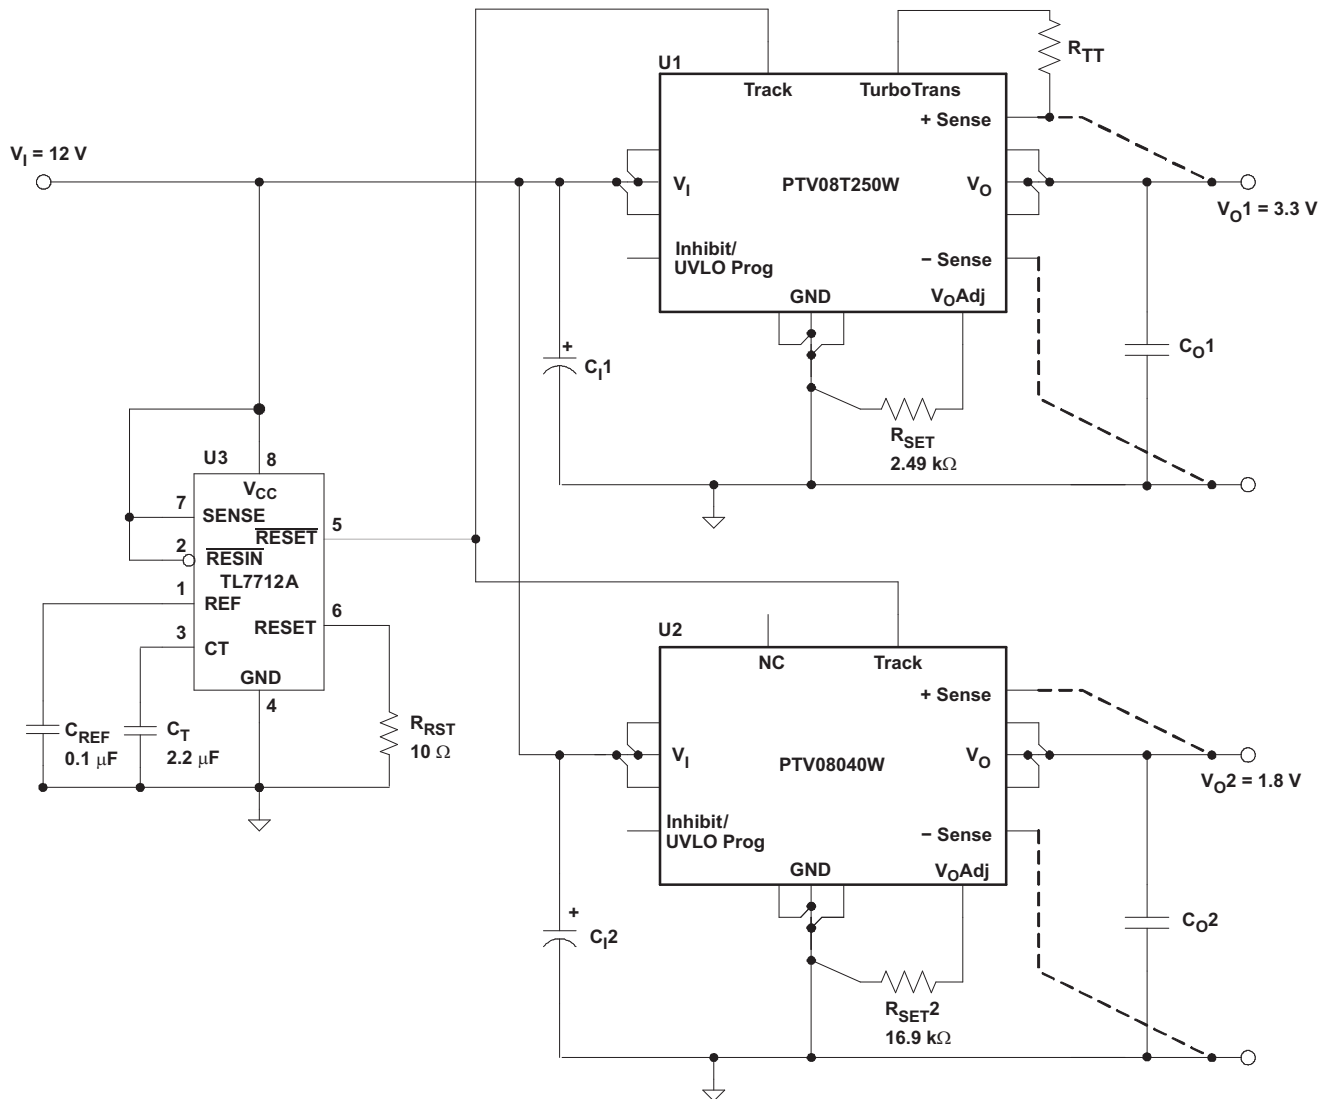 U1
Track
TurboTrans
R_TT
+ Sense
V_I = 12 V
V_I
PTV08T250W
V_O
V_O1 = 3.3 V
Inhibit/
UVLO Prog
− Sense
GND
V_OAdj
+
C_I1
C_O1
R_SET
2.49 kΩ
U3
8
V_CC
7
SENSE
5
R̅E̅S̅E̅T̅
2
R̅E̅S̅I̅N̅
TL7712A
1
REF
6
RESET
3
CT
GND
4
C_REF
0.1 μF
C_T
2.2 μF
R_RST
10 Ω
U2
NC
Track
+ Sense
V_I
PTV08040W
V_O
V_O2 = 1.8 V
Inhibit/
UVLO Prog
− Sense
GND
V_OAdj
+
C_I2
C_O2
R_SET2
16.9 kΩ